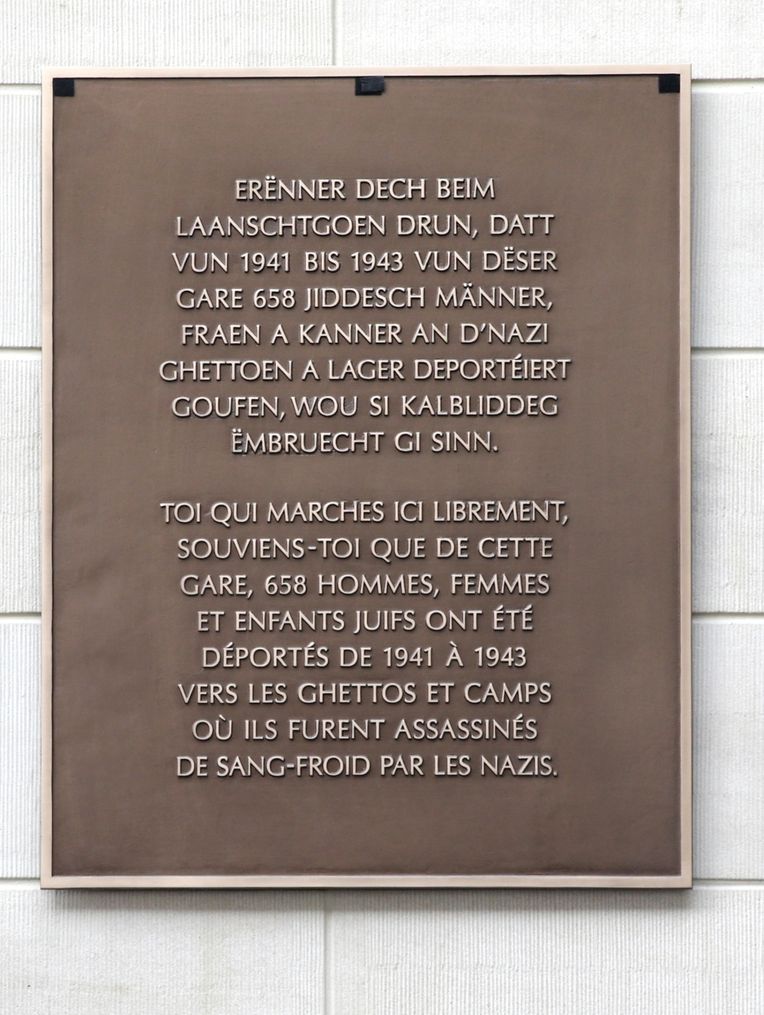 ERËNNER DECH BEIM
LAANSCHTGOEN DRUN, DATT
VUN 1941 BIS 1943 VUN DËSER
GARE 658 JIDDESCH MÄNNER,
FRAEN A KANNER AN D'NAZI
GHETTOEN A LAGER DEPORTÉIERT
GOUFEN, WOU SI KALBLIDDEG
ËMBRUECHT GI SINN.
TOI QUI MARCHES ICI LIBREMENT,
SOUVIENS-TOI QUE DE CETTE
GARE, 658 HOMMES, FEMMES
ET ENFANTS JUIFS ONT ÉTÉ
DÉPORTÉS DE 1941 À 1943
VERS LES GHETTOS ET CAMPS
OÙ ILS FURENT ASSASSINÉS
DE SANG-FROID PAR LES NAZIS.